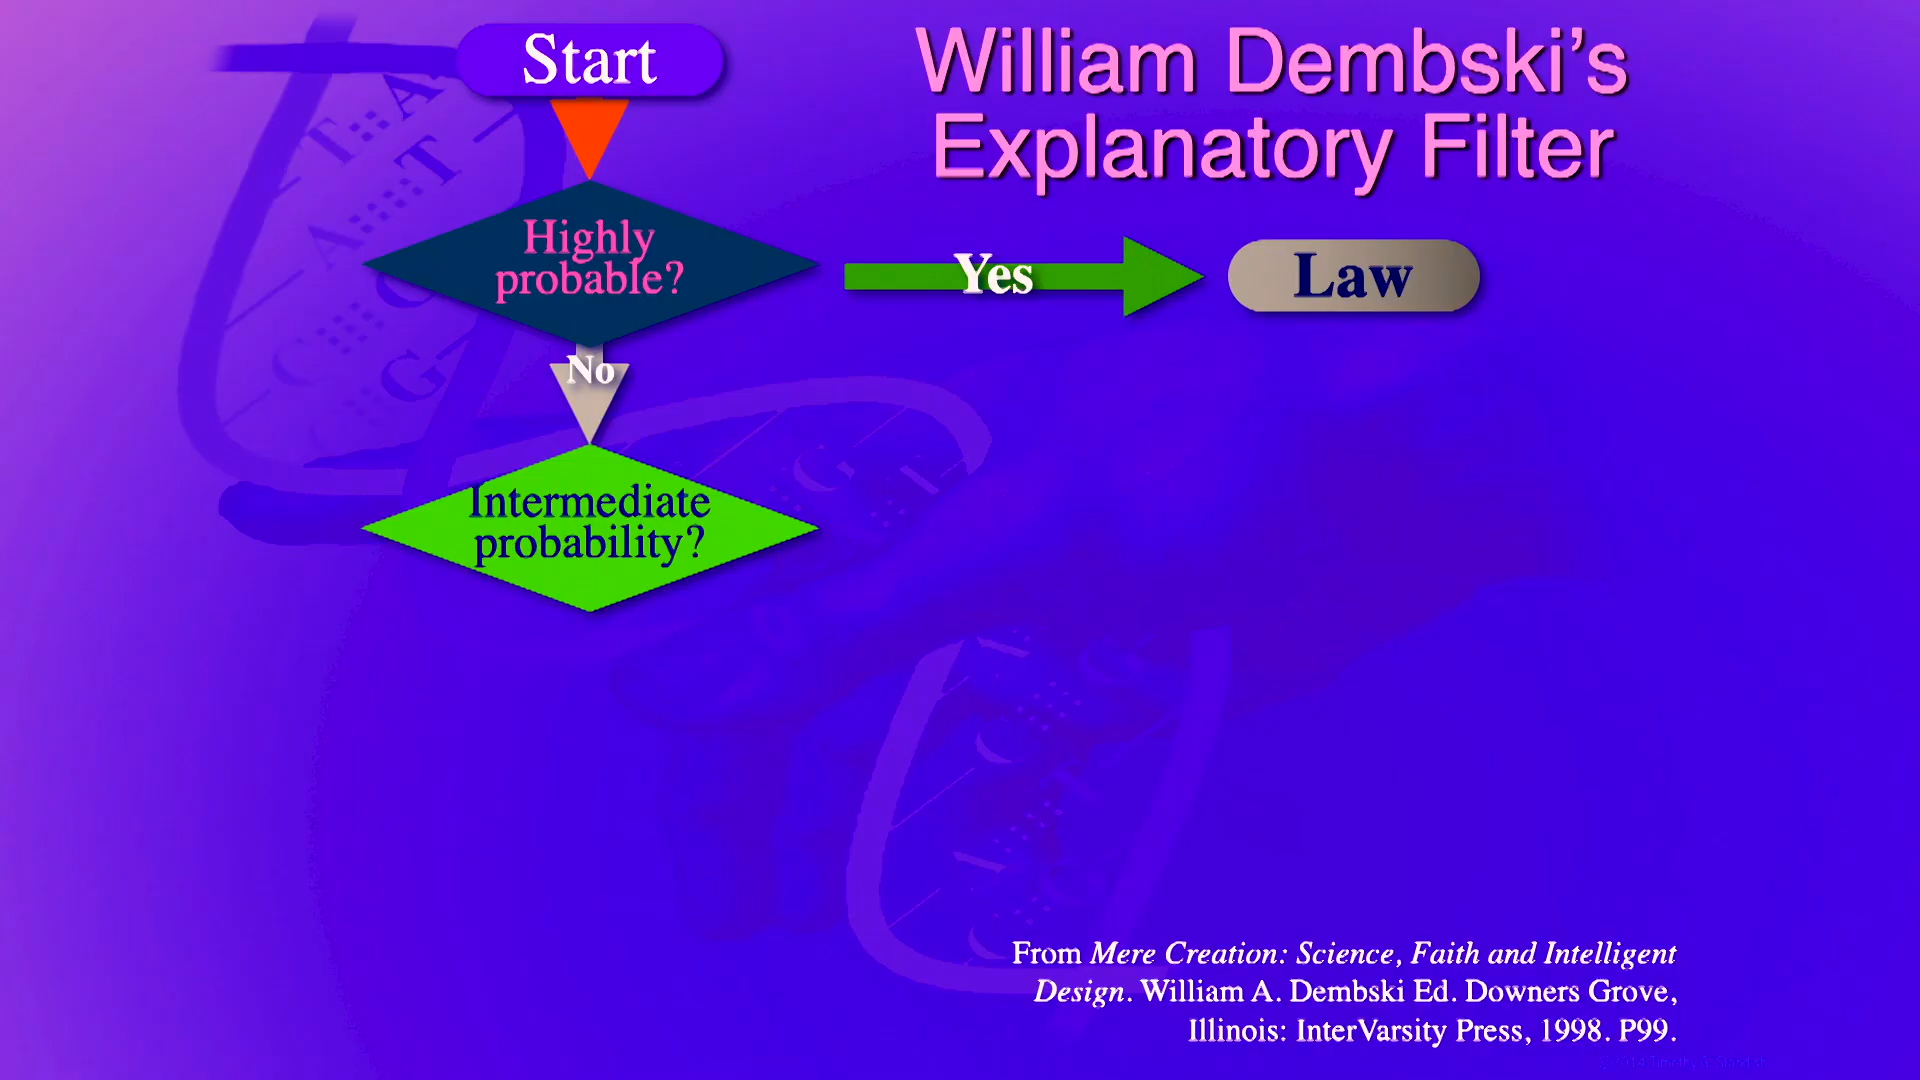 Start
William Dembski's
Explanatory Filter
Highly
probable?
Yes
Law
No
Intermediate
probability?
From Mere Creation: Science, Faith and Intelligent
Design. William A. Dembski Ed. Downers Grove,
Illinois: InterVarsity Press, 1998. P99.